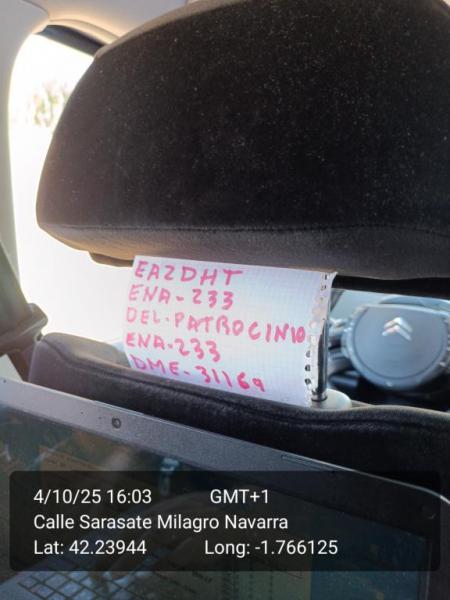 EA2DHT
ENA-233
DEL-PATROCINIO
ENA-233
DME-31169
4/10/25 16:03 GMT+1
Calle Sarasate Milagro Navarra
Lat: 42.23944 Long: -1.766125